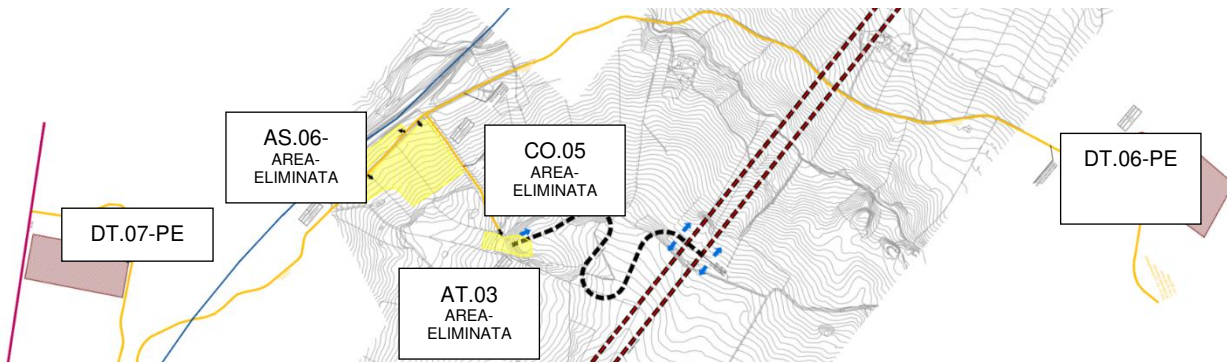 AS.06-
AREA-
ELIMINATA
CO.05
AREA-
ELIMINATA
DT.06-PE
DT.07-PE
AT.03
AREA-
ELIMINATA